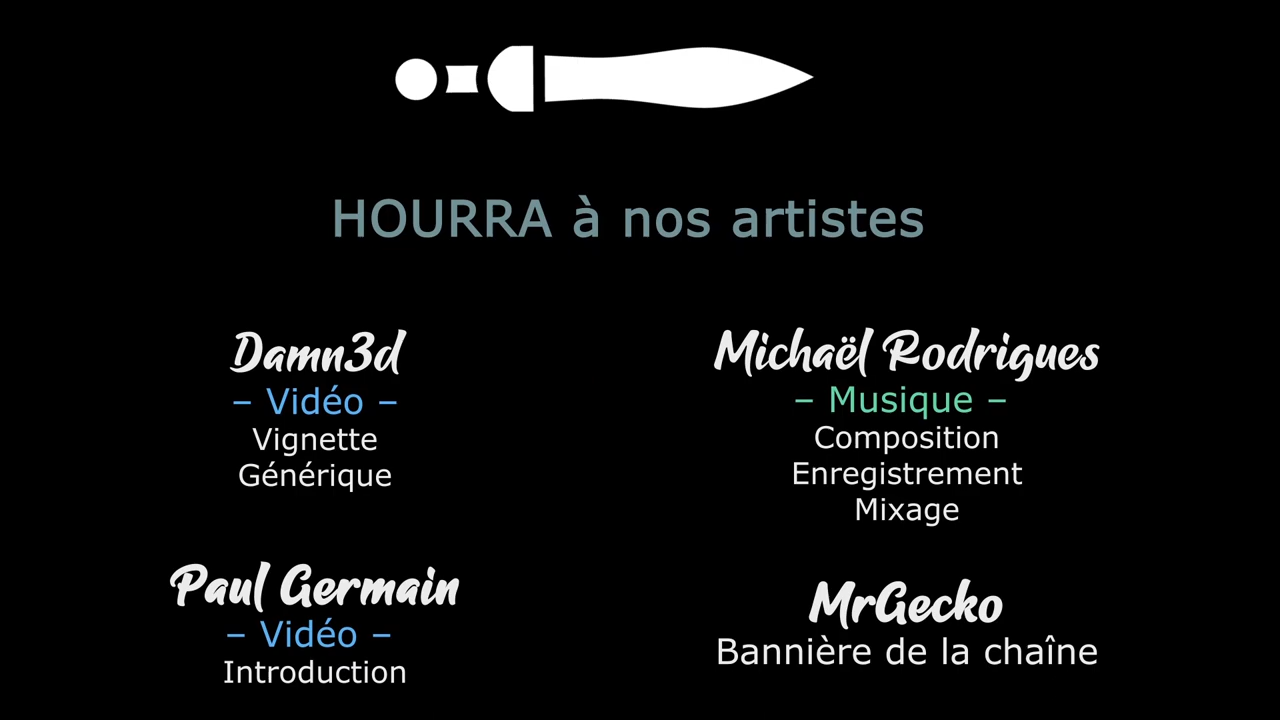 HOURRA à nos artistes
Damn3d
– Vidéo –
Vignette
Générique
Michaël Rodrigues
– Musique –
Composition
Enregistrement
Mixage
Paul Germain
– Vidéo –
Introduction
MrGecko
Bannière de la chaîne